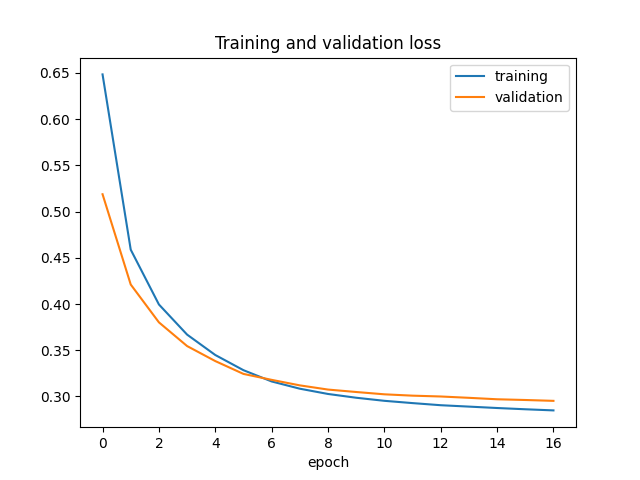 Training and validation loss
training
validation
0.65
0.60
0.55
0.50
0.45
0.40
0.35
0.30
0 2 4 6 8 10 12 14 16
epoch